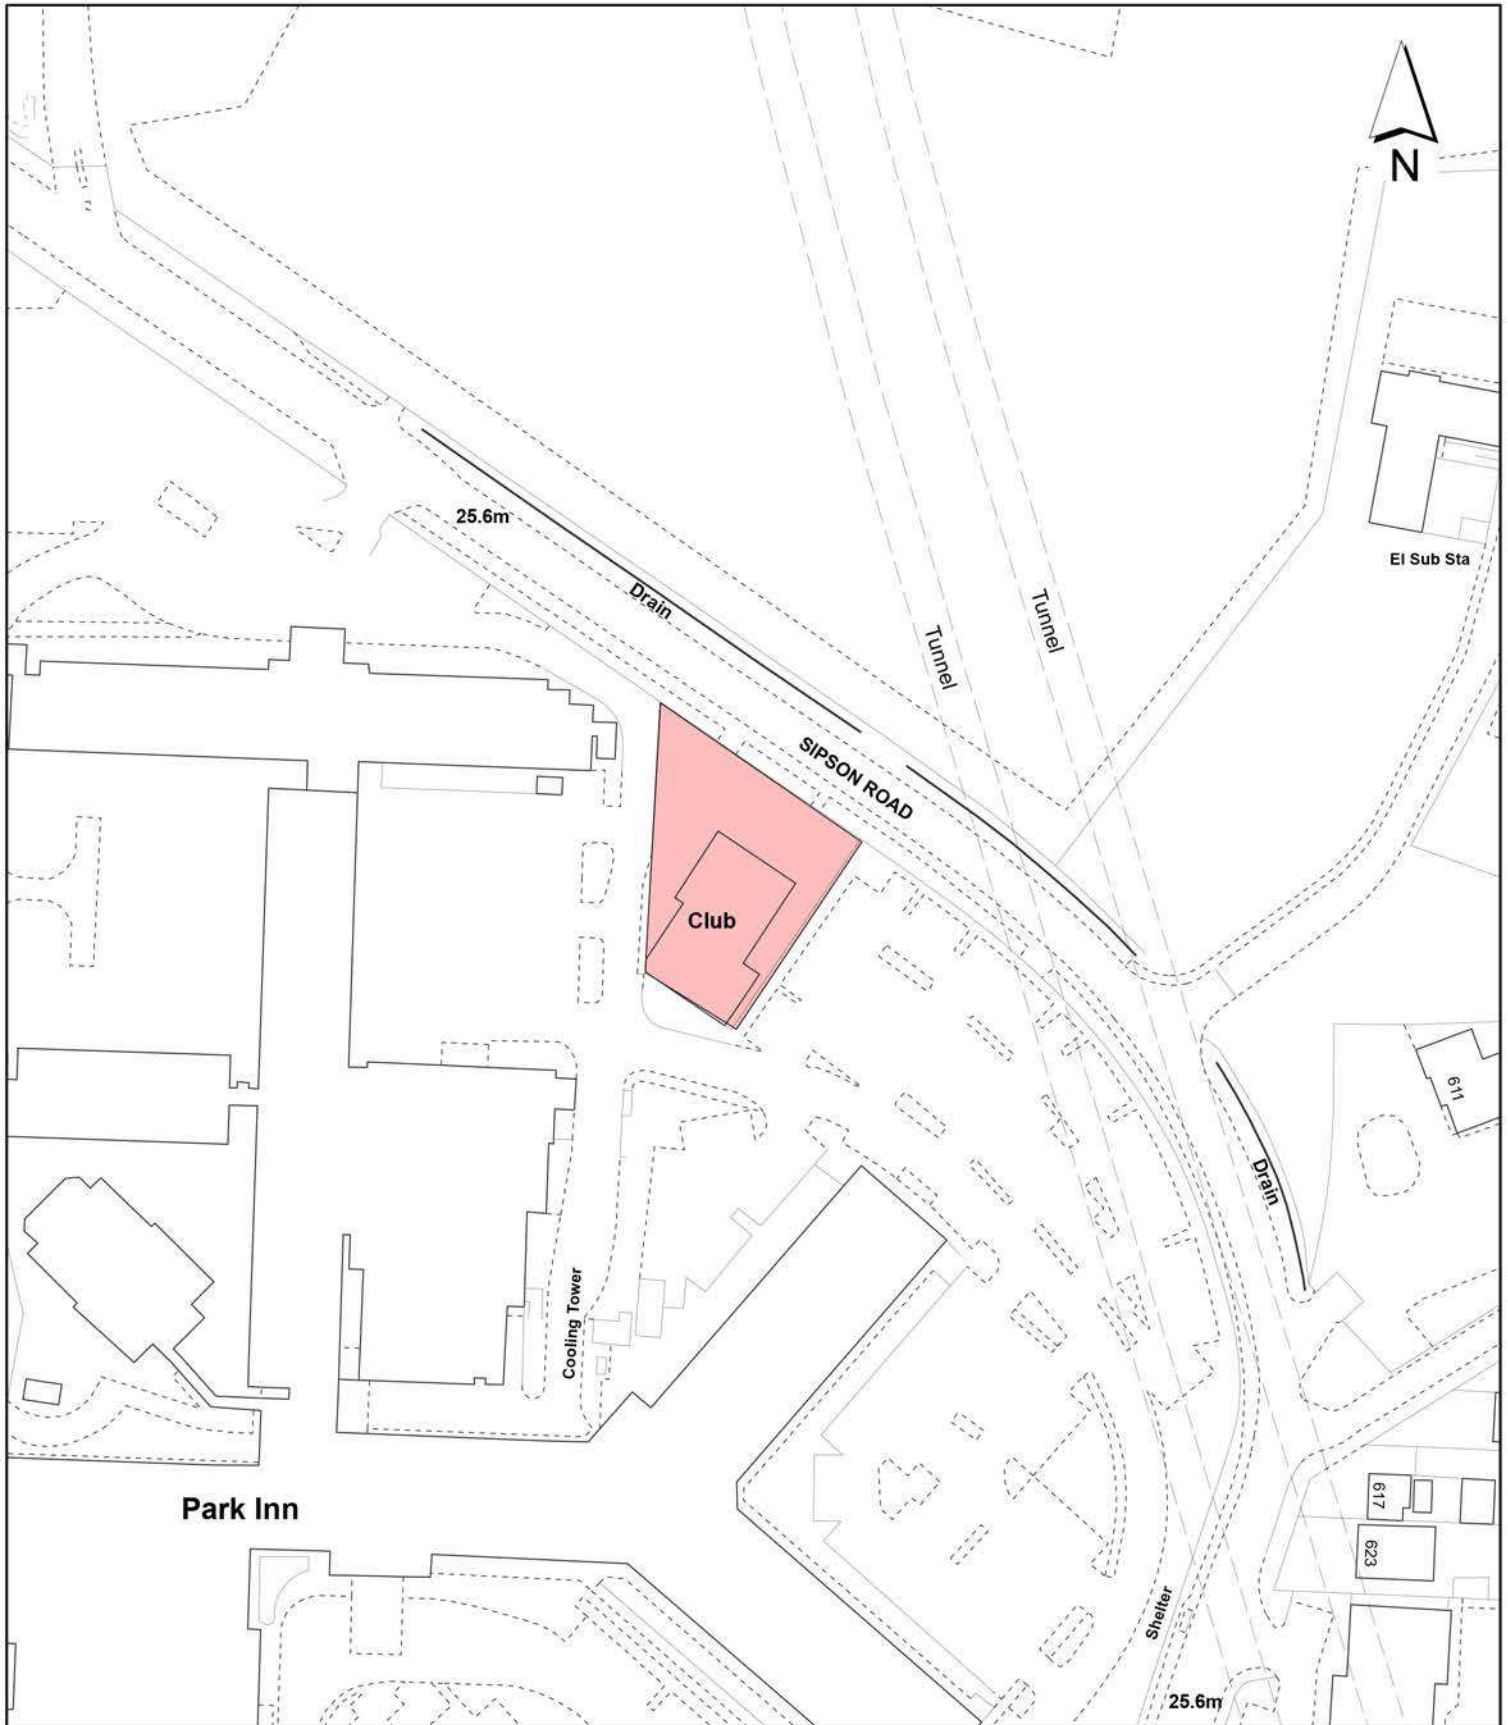 N
25.6m
El Sub Sta
Drain
Tunnel
Tunnel
SIPSON ROAD
Club
611
Drain
Cooling Tower
Park Inn
617
623
Shelter
25.6m